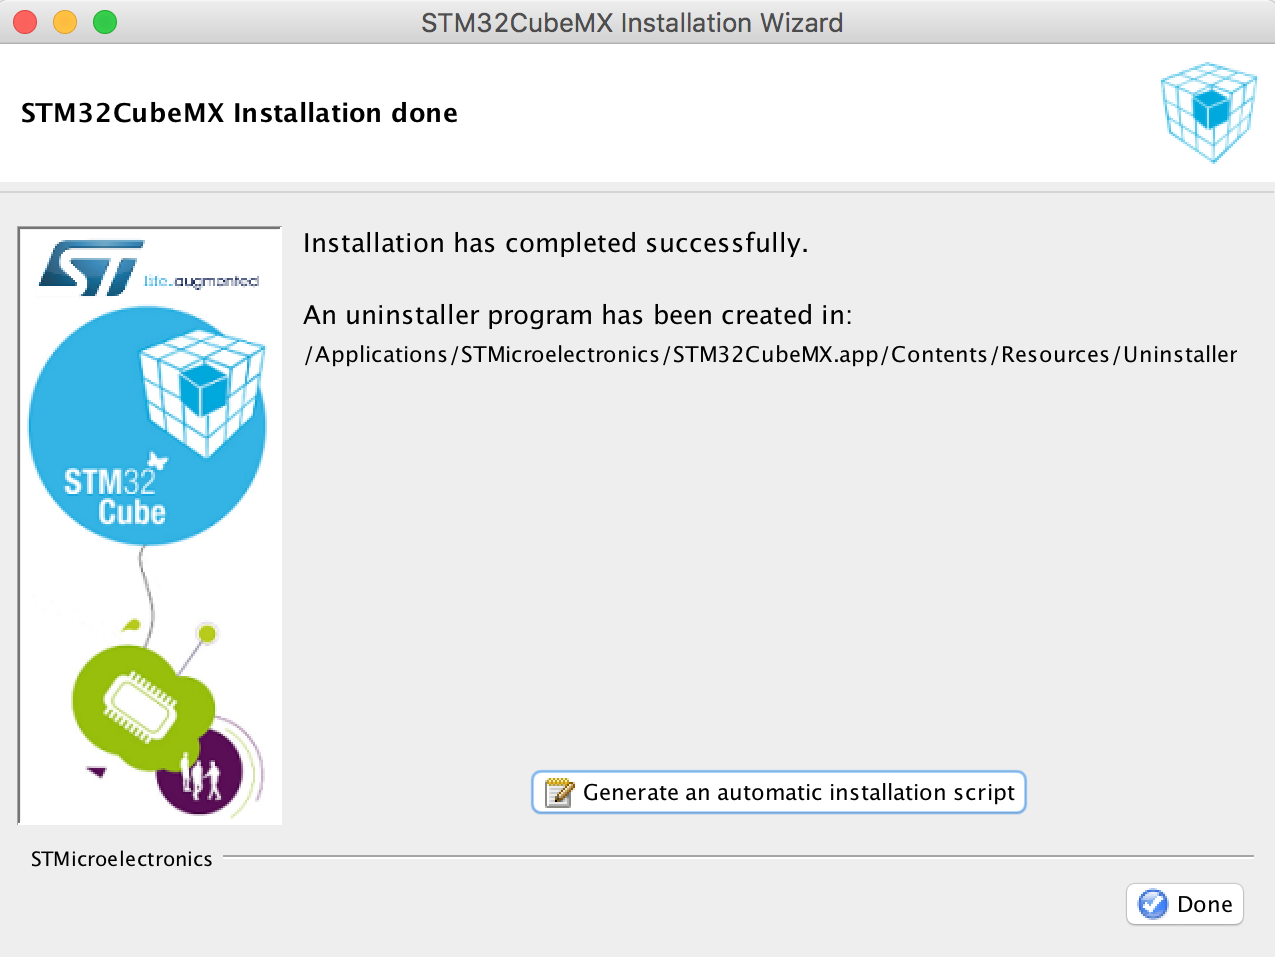 STM32CubeMX Installation Wizard
STM32CubeMX Installation done
ST life.augmented
Installation has completed successfully.
An uninstaller program has been created in:
/Applications/STMicroelectronics/STM32CubeMX.app/Contents/Resources/Uninstaller
STM32
Cube
Generate an automatic installation script
STMicroelectronics
Done